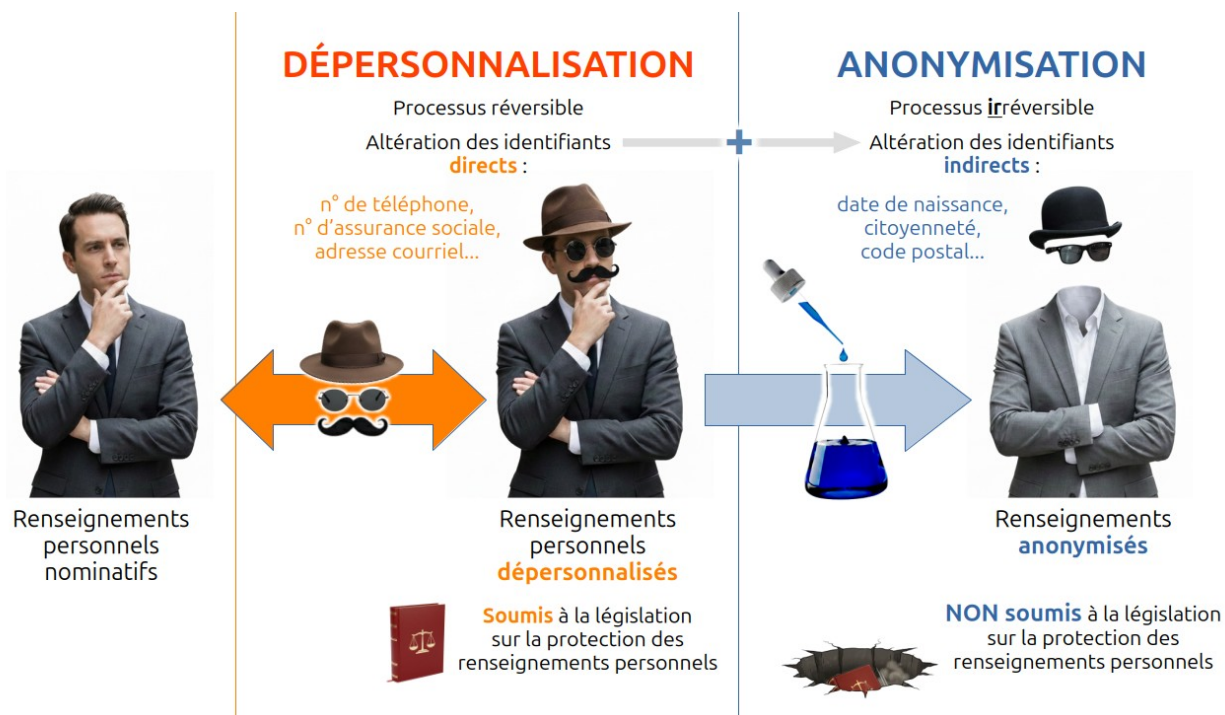 DÉPERSONNALISATION
Processus réversible
Altération des identifiants
directs :
n° de téléphone,
n° d’assurance sociale,
adresse courriel...
ANONYMISATION
Processus irréversible
Altération des identifiants
indirects :
date de naissance,
citoyenneté,
code postal...
Renseignements
personnels
nominatifs
Renseignements
personnels
dépersonnalisés
Soumis à la législation
sur la protection des
renseignements personnels
Renseignements
anonymisés
NON soumis à la législation
sur la protection des
renseignements personnels